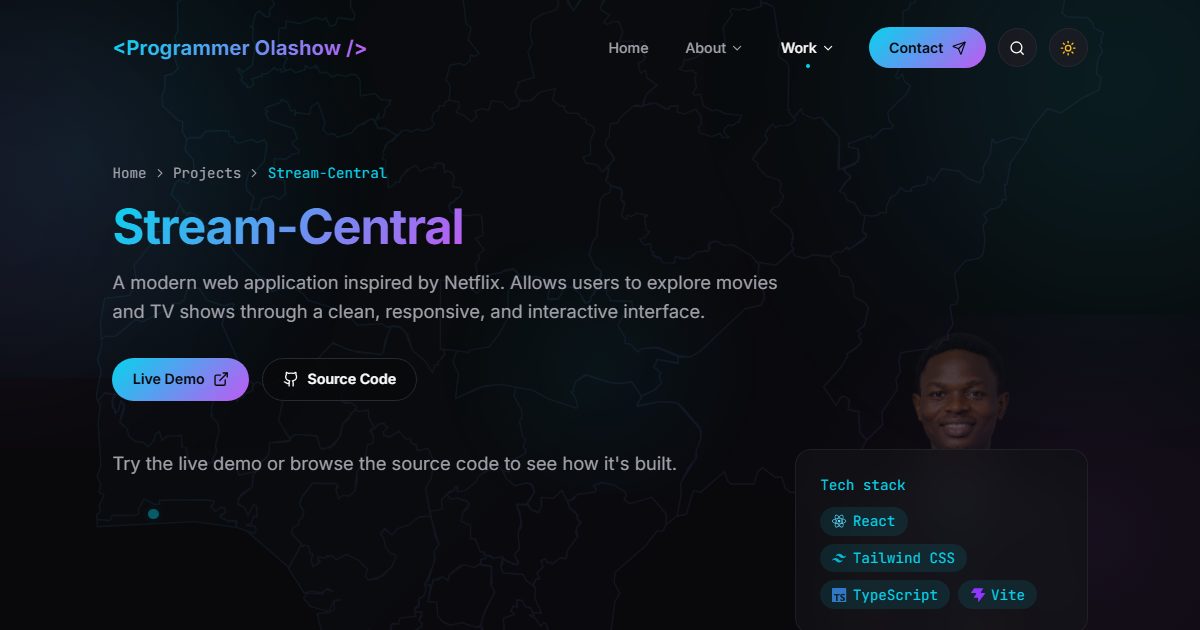 <Programmer Olashow />
Home
About
Work
Contact
Home > Projects > Stream-Central
Stream-Central
A modern web application inspired by Netflix. Allows users to explore movies
and TV shows through a clean, responsive, and interactive interface.
Live Demo
Source Code
Try the live demo or browse the source code to see how it's built.
Tech stack
React
Tailwind CSS
TS TypeScript
Vite